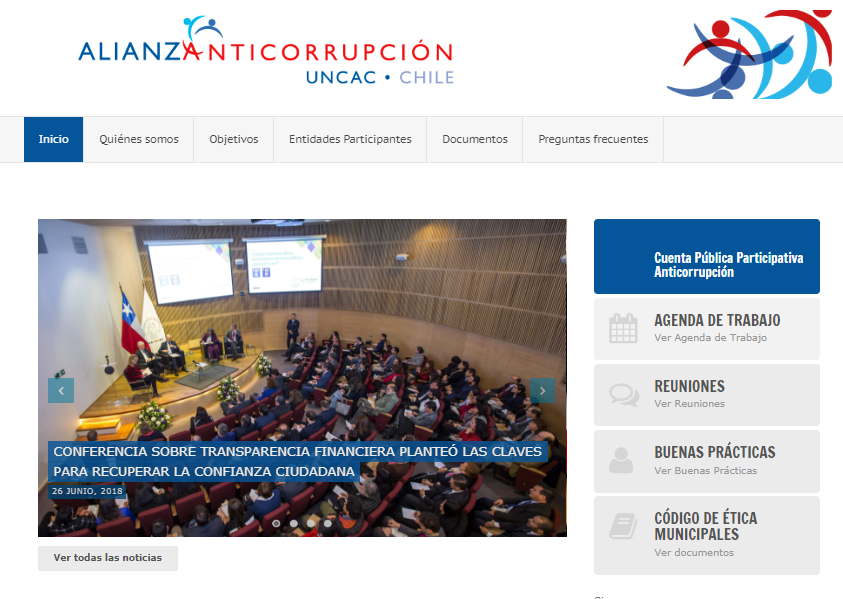 ALIANZANTICORRUPCIÓN
UNCAC • CHILE
Inicio
Quiénes somos
Objetivos
Entidades Participantes
Documentos
Preguntas frecuentes
CONFERENCIA SOBRE TRANSPARENCIA FINANCIERA PLANTEÓ LAS CLAVES
PARA RECUPERAR LA CONFIANZA CIUDADANA
26 JUNIO, 2018
Ver todas las noticias
Cuenta Pública Participativa
Anticorrupción
AGENDA DE TRABAJO
Ver Agenda de Trabajo
REUNIONES
Ver Reuniones
BUENAS PRÁCTICAS
Ver Buenas Prácticas
CÓDIGO DE ÉTICA
MUNICIPALES
Ver documentos